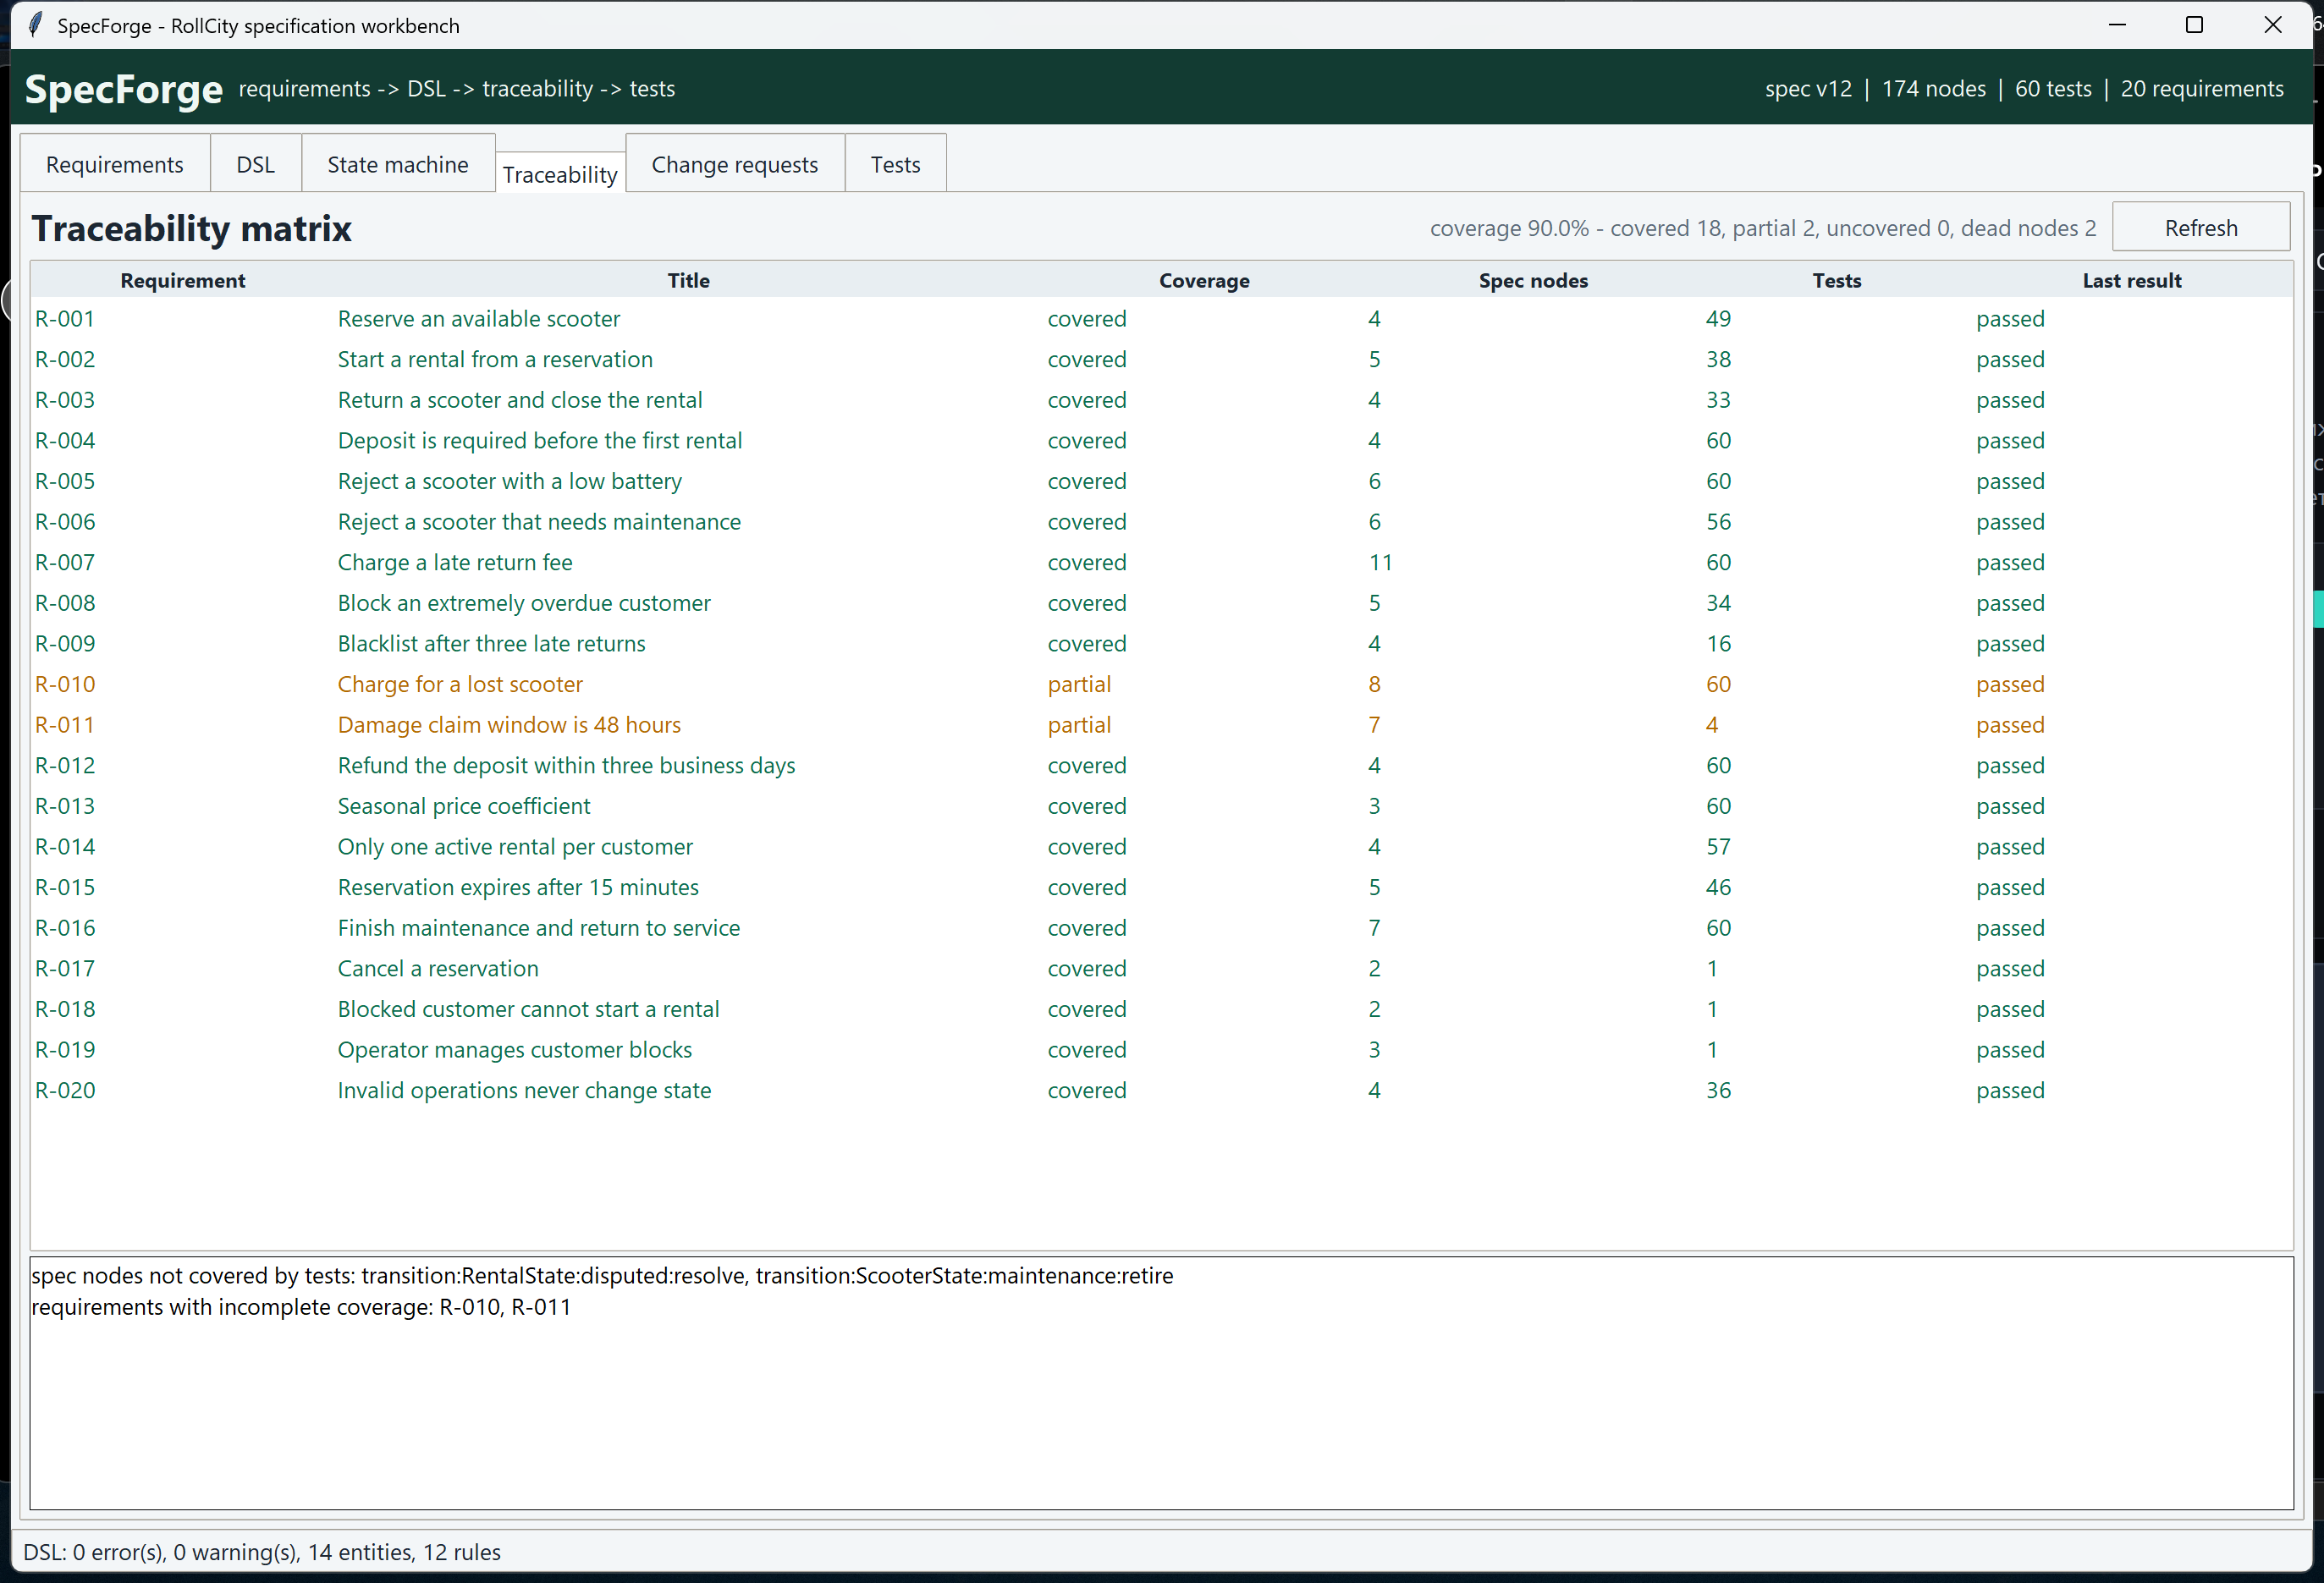 SpecForge - RollCity specification workbench
SpecForge requirements -> DSL -> traceability -> tests spec v12 | 174 nodes | 60 tests | 20 requirements
Requirements DSL State machine Traceability Change requests Tests
Traceability matrix coverage 90.0% - covered 18, partial 2, uncovered 0, dead nodes 2 Refresh
Requirement Title Coverage Spec nodes Tests Last result
R-001 Reserve an available scooter covered 4 49 passed
R-002 Start a rental from a reservation covered 5 38 passed
R-003 Return a scooter and close the rental covered 4 33 passed
R-004 Deposit is required before the first rental covered 4 60 passed
R-005 Reject a scooter with a low battery covered 6 60 passed
R-006 Reject a scooter that needs maintenance covered 6 56 passed
R-007 Charge a late return fee covered 11 60 passed
R-008 Block an extremely overdue customer covered 5 34 passed
R-009 Blacklist after three late returns covered 4 16 passed
R-010 Charge for a lost scooter partial 8 60 passed
R-011 Damage claim window is 48 hours partial 7 4 passed
R-012 Refund the deposit within three business days covered 4 60 passed
R-013 Seasonal price coefficient covered 3 60 passed
R-014 Only one active rental per customer covered 4 57 passed
R-015 Reservation expires after 15 minutes covered 5 46 passed
R-016 Finish maintenance and return to service covered 7 60 passed
R-017 Cancel a reservation covered 2 1 passed
R-018 Blocked customer cannot start a rental covered 2 1 passed
R-019 Operator manages customer blocks covered 3 1 passed
R-020 Invalid operations never change state covered 4 36 passed
spec nodes not covered by tests: transition:RentalState:disputed:resolve, transition:ScooterState:maintenance:retire
requirements with incomplete coverage: R-010, R-011
DSL: 0 error(s), 0 warning(s), 14 entities, 12 rules